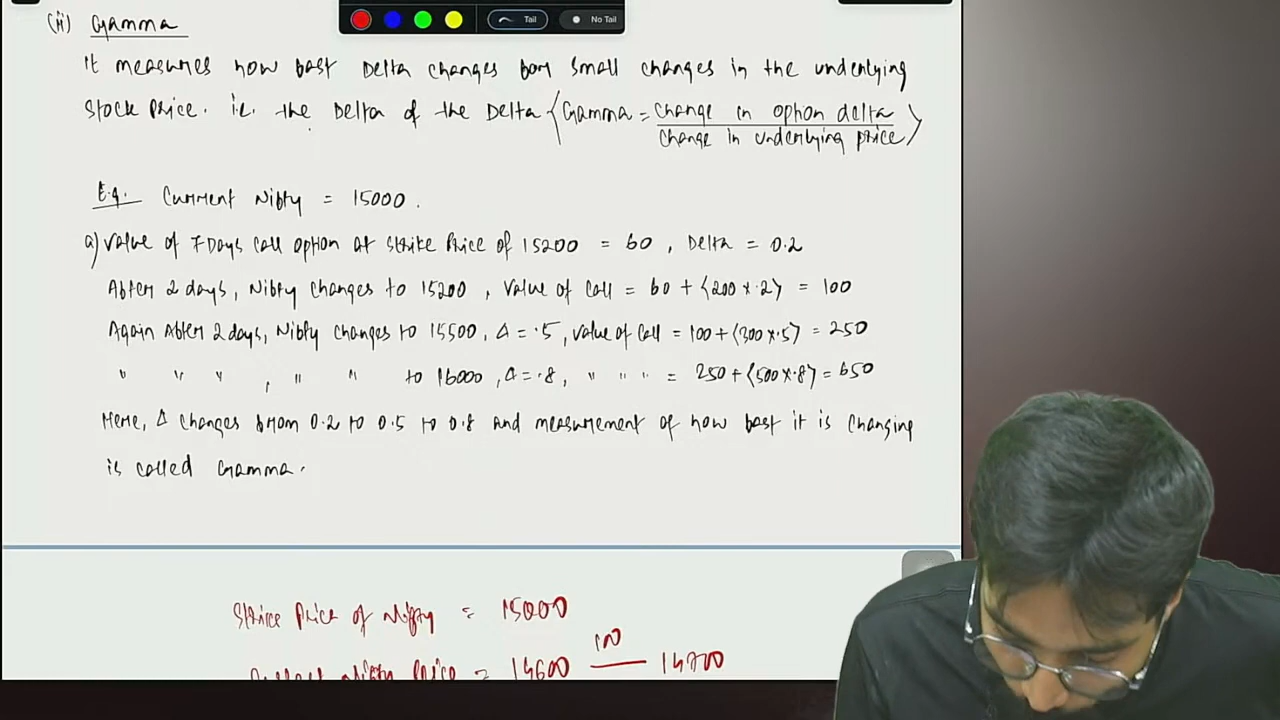 (ii) Gamma
Tail
No Tail
It measures how fast Delta changes for small changes in the underlying
Stock Price. i.e. the Delta of the Delta {Gamma = Change in option delta
Change in underlying price}
E.g. Current Nifty = 15000.
a) Value of 7 Days Call option at Strike Price of 15200 = 60, Delta = 0.2
After 2 days, Nifty changes to 15200, Value of Call = 60 + {200 x .2} = 100
Again After 2 days, Nifty changes to 15500, Δ = .5, Value of Call = 100 + {300 x .5} = 250
" " " , " " to 16000, Δ = .8, " " " = 250 + {500 x .8} = 650
Here, Δ changes from 0.2 to 0.5 to 0.8 and measurement of how fast it is changing
is called Gamma.
Strike Price of Nifty = 15000
100
Nifty Price = 14600 — 14700